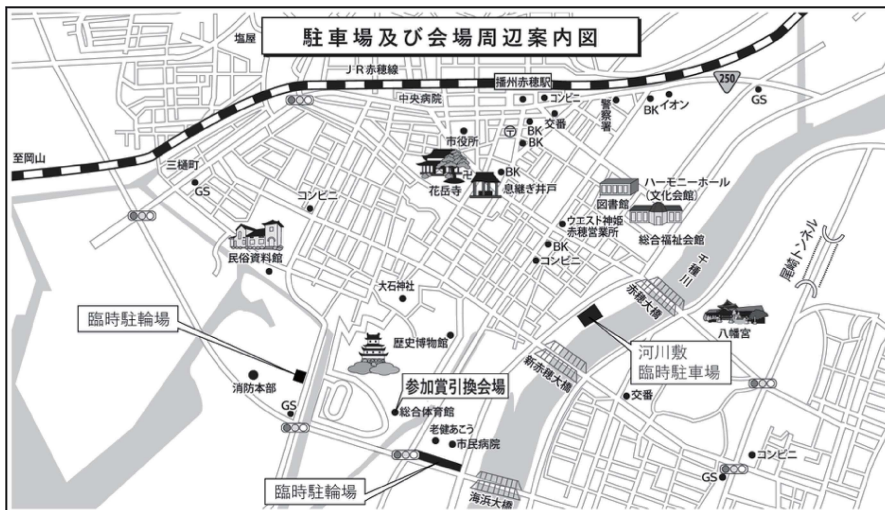 駐車場及び会場周辺案内図
塩屋
JR赤穂線
播州赤穂駅
250
中央病院
コンビニ
交番
警察署
BK
イオン
GS
市役所
〒
BK
BK
至岡山
三樋町
GS
コンビニ
花岳寺
卍
息継ぎ井戸
BK
図書館
ハーモニーホール
(文化会館)
総合福祉会館
ウエスト神姫
赤穂営業所
BK
コンビニ
千種川
尾崎トンネル
民俗資料館
大石神社
赤穂大橋
八幡宮
臨時駐輪場
歴史博物館
新赤穂大橋
河川敷
臨時駐車場
消防本部
参加賞引換会場
総合体育館
交番
GS
老健あこう
市民病院
コンビニ
GS
臨時駐輪場
海浜大橋